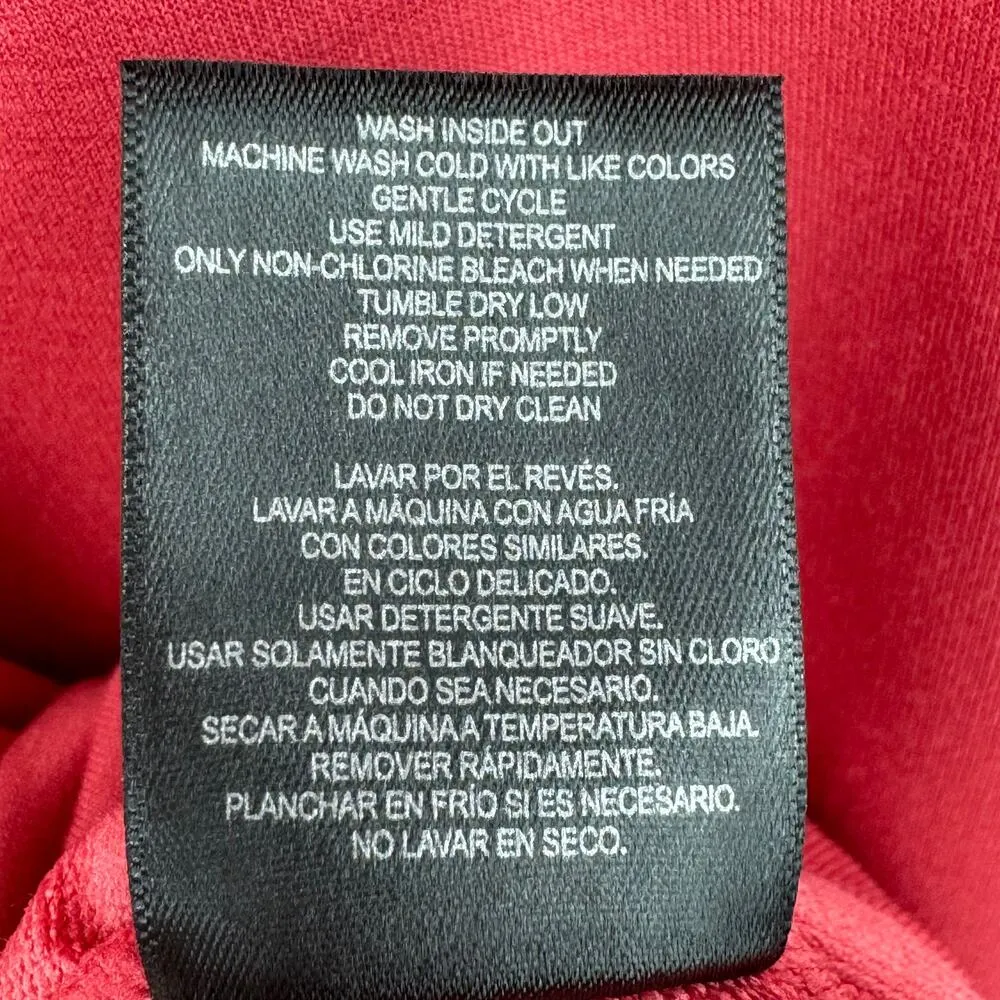 WASH INSIDE OUT
MACHINE WASH COLD WITH LIKE COLORS
GENTLE CYCLE
USE MILD DETERGENT
ONLY NON-CHLORINE BLEACH WHEN NEEDED
TUMBLE DRY LOW
REMOVE PROMPTLY
COOL IRON IF NEEDED
DO NOT DRY CLEAN
LAVAR POR EL REVÉS.
LAVAR A MÁQUINA CON AGUA FRÍA
CON COLORES SIMILARES.
EN CICLO DELICADO.
USAR DETERGENTE SUAVE.
USAR SOLAMENTE BLANQUEADOR SIN CLORO
CUANDO SEA NECESARIO.
SECAR A MÁQUINA A TEMPERATURA BAJA.
REMOVER RÁPIDAMENTE.
PLANCHAR EN FRÍO SI ES NECESARIO.
NO LAVAR EN SECO.